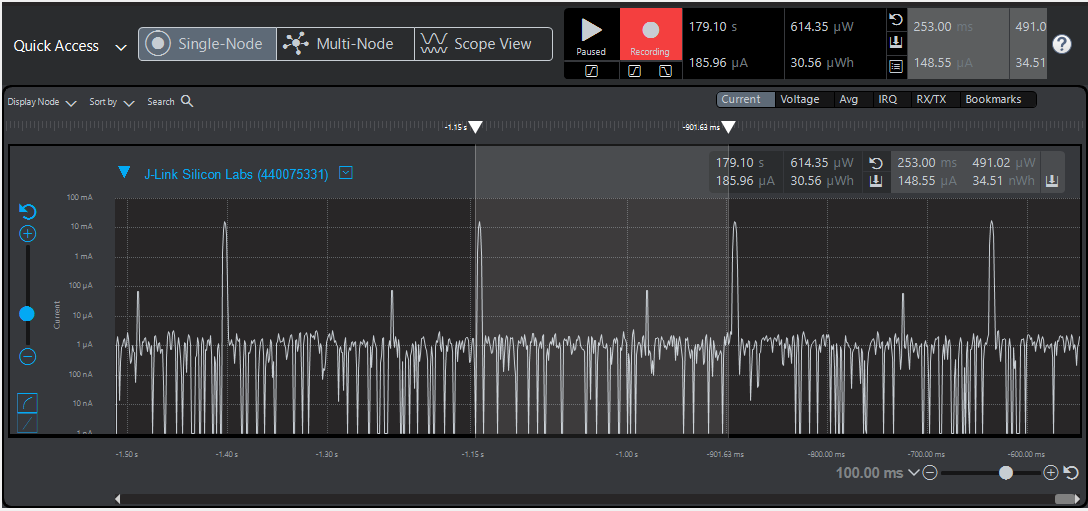 Quick Access Single-Node Multi-Node Scope View
Paused Recording
179.10 s 614.35 µW 253.00 ms 491.0
185.96 µA 30.56 µWh 148.55 µA 34.51
?
Display Node Sort by Search
Current Voltage Avg IRQ RX/TX Bookmarks
-1.15 s -901.63 ms
J-Link Silicon Labs (440075331)
179.10 s 614.35 µW 253.00 ms 491.02 µW
185.96 µA 30.56 µWh 148.55 µA 34.51 nWh
100 mA
10 mA
1 mA
100 µA
10 µA
1 µA
100 nA
10 nA
1 nA
Current
-1.50 s -1.40 s -1.30 s -1.15 s -1.00 s -901.63 ms -800.00 ms -700.00 ms -600.00 ms
100.00 ms